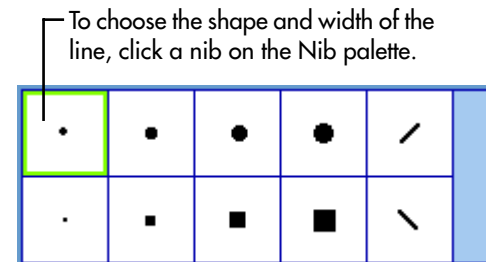 To choose the shape and width of the
line, click a nib on the Nib palette.